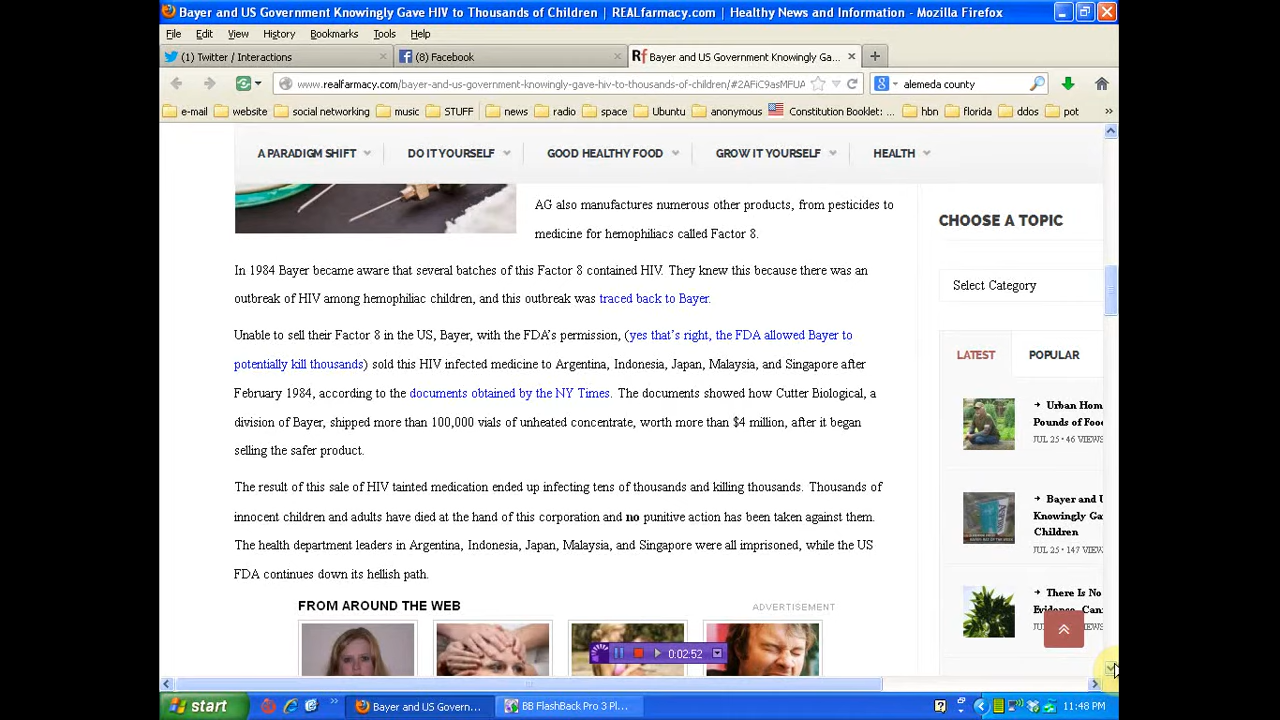 Bayer and US Government Knowingly Gave HIV to Thousands of Children | REALfarmacy.com | Healthy News and Information - Mozilla Firefox
File Edit View History Bookmarks Tools Help
(1) Twitter / Interactions
(8) Facebook
Bayer and US Government Knowingly Ga...
www.realfarmacy.com/bayer-and-us-government-knowingly-gave-hiv-to-thousands-of-children/#2AFiC9asMFUA
alemeda county
e-mail website social networking music STUFF news radio space Ubuntu anonymous Constitution Booklet: ... hbn florida ddos pot
A PARADIGM SHIFT DO IT YOURSELF GOOD HEALTHY FOOD GROW IT YOURSELF HEALTH
AG also manufactures numerous other products, from pesticides to
medicine for hemophiliacs called Factor 8.
In 1984 Bayer became aware that several batches of this Factor 8 contained HIV. They knew this because there was an
outbreak of HIV among hemophiliac children, and this outbreak was traced back to Bayer.
Unable to sell their Factor 8 in the US, Bayer, with the FDA's permission, (yes that's right, the FDA allowed Bayer to
potentially kill thousands) sold this HIV infected medicine to Argentina, Indonesia, Japan, Malaysia, and Singapore after
February 1984, according to the documents obtained by the NY Times. The documents showed how Cutter Biological, a
division of Bayer, shipped more than 100,000 vials of unheated concentrate, worth more than $4 million, after it began
selling the safer product.
The result of this sale of HIV tainted medication ended up infecting tens of thousands and killing thousands. Thousands of
innocent children and adults have died at the hand of this corporation and no punitive action has been taken against them.
The health department leaders in Argentina, Indonesia, Japan, Malaysia, and Singapore were all imprisoned, while the US
FDA continues down its hellish path.
FROM AROUND THE WEB
ADVERTISEMENT
CHOOSE A TOPIC
Select Category
LATEST POPULAR
Urban Hom
Pounds of Food
JUL 25 • 46 VIEWS
Bayer and U
Knowingly Ga
Children
JUL 25 • 147 VIEWS
There Is No
Evidence, Can
0:02:52
start
Bayer and US Govern...
BB FlashBack Pro 3 Pl...
11:48 PM